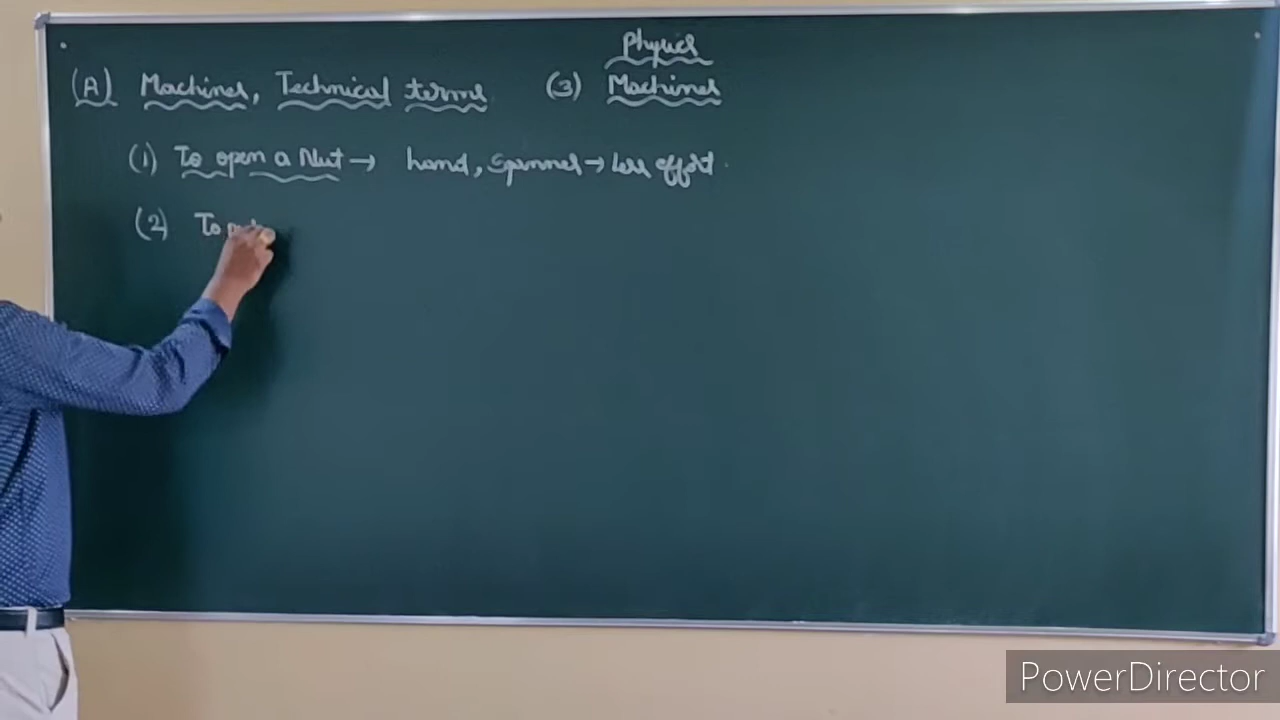 Physics
(A) Machines, Technical terms (3) Machines
(1) To open a Nut → hand, Spanner → less effort.
(2) To
PowerDirector